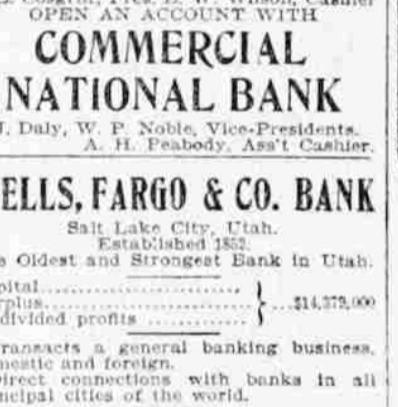 OPEN AN ACCOUNT WITH
COMMERCIAL
NATIONAL BANK
J. Daly, W. P. Noble, Vice-Presidents.
A. H. Peabody, Ass't Cashier.
ELLS, FARGO & CO. BANK
Salt Lake City, Utah.
Established 1852.
e Oldest and Strongest Bank in Utah.
pital
rplus
divided profits
} ...$14,379,000
ransacts a general banking business,
mestic and foreign.
irect connections with banks in all
ncipal cities of the world.